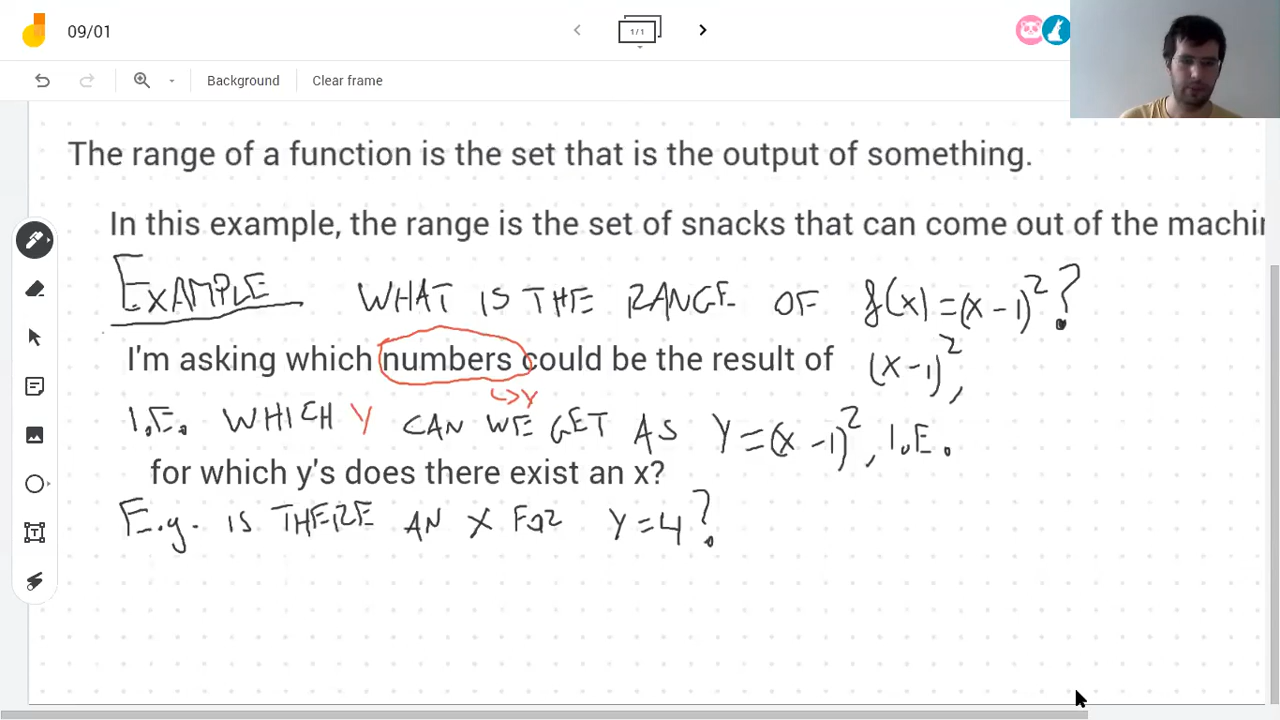 09/01
1/1
Background
Clear frame
The range of a function is the set that is the output of something.
In this example, the range is the set of snacks that can come out of the machi
EXAMPLE WHAT IS THE RANGE OF f(x)=(x-1)²?
I'm asking which numbers could be the result of (x-1)²,
↳Y
I.E. WHICH Y CAN WE GET AS Y=(x-1)², I.E.
for which y's does there exist an x?
E.g. IS THERE AN X FOR Y=4?